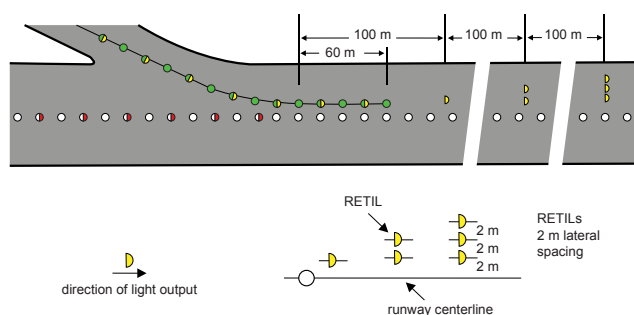 100 m
100 m
100 m
60 m
RETIL
2 m
2 m
2 m
RETILs
2 m lateral
spacing
direction of light output
runway centerline